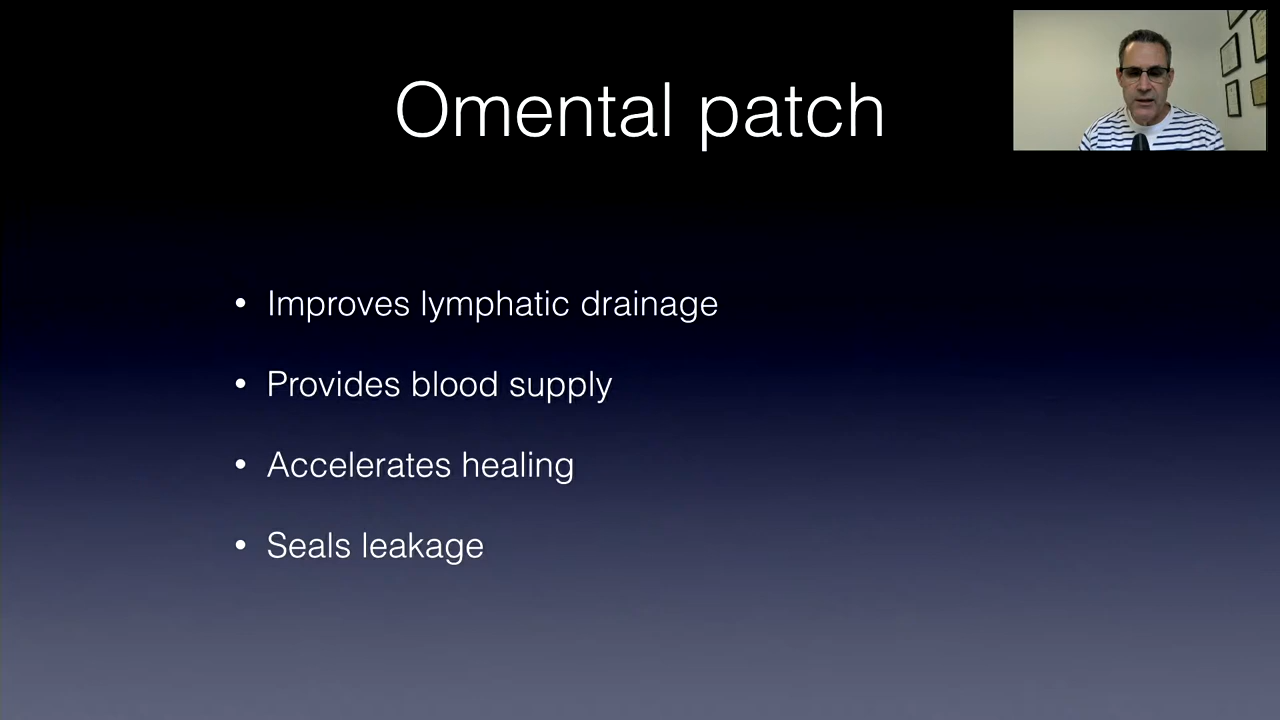 Omental patch
• Improves lymphatic drainage
• Provides blood supply
• Accelerates healing
• Seals leakage